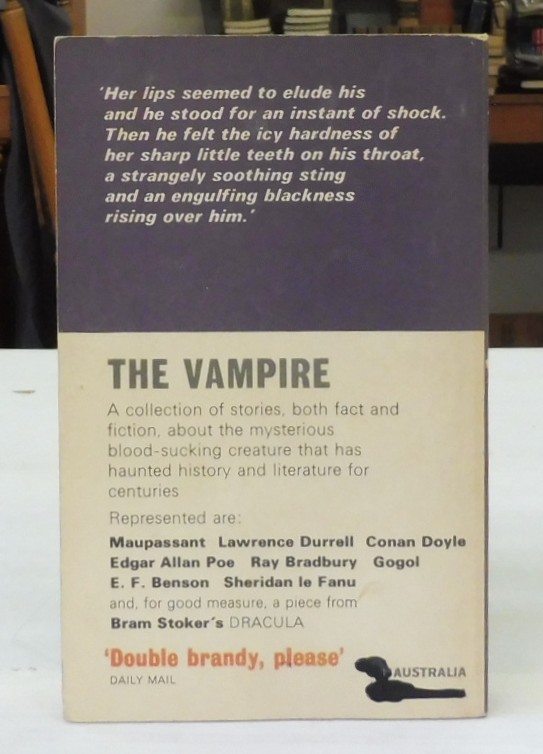 'Her lips seemed to elude his
and he stood for an instant of shock.
Then he felt the icy hardness of
her sharp little teeth on his throat,
a strangely soothing sting
and an engulfing blackness
rising over him.'
THE VAMPIRE
A collection of stories, both fact and
fiction, about the mysterious
blood-sucking creature that has
haunted history and literature for
centuries
Represented are:
Maupassant Lawrence Durrell Conan Doyle
Edgar Allan Poe Ray Bradbury Gogol
E. F. Benson Sheridan le Fanu
and, for good measure, a piece from
Bram Stoker's DRACULA
'Double brandy, please'
DAILY MAIL
AUSTRALIA